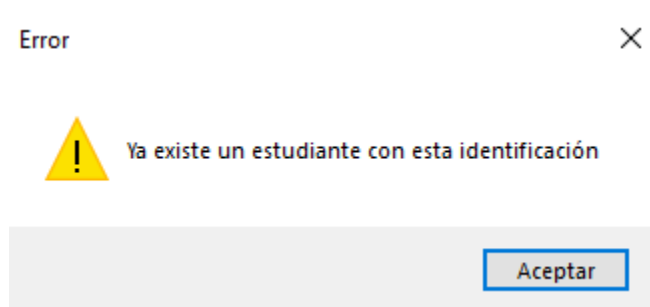 Error
Ya existe un estudiante con esta identificación
Aceptar